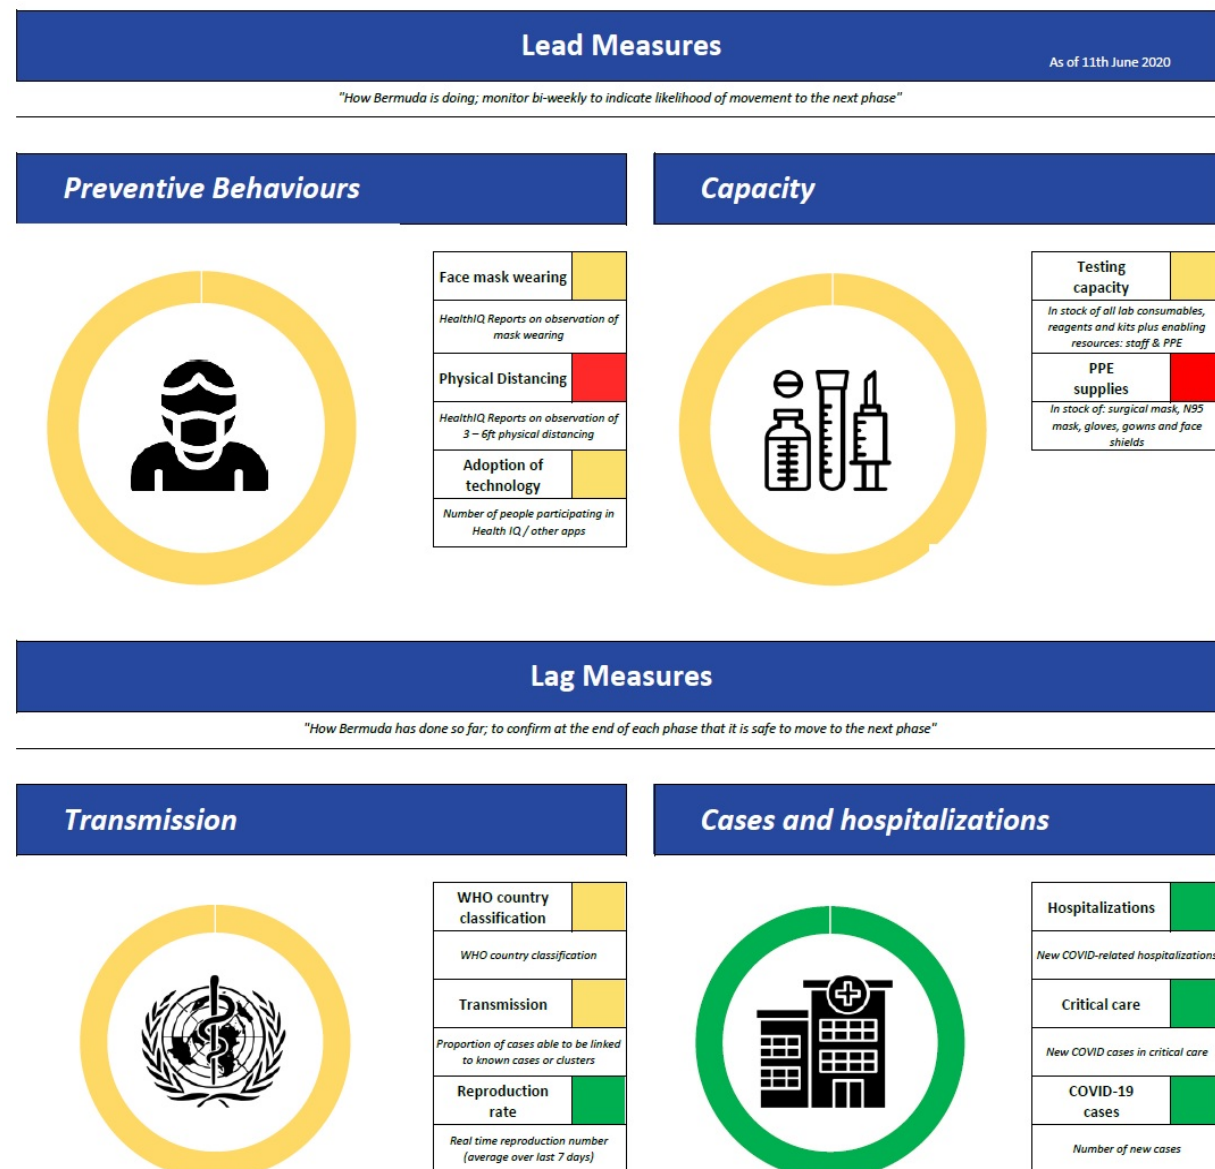 Lead Measures
As of 11th June 2020
"How Bermuda is doing; monitor bi-weekly to indicate likelihood of movement to the next phase"
Preventive Behaviours
Face mask wearing
HealthIQ Reports on observation of
mask wearing
Physical Distancing
HealthIQ Reports on observation of
3 – 6ft physical distancing
Adoption of
technology
Number of people participating in
Health IQ / other apps
Capacity
Testing
capacity
In stock of all lab consumables,
reagents and kits plus enabling
resources: staff & PPE
PPE
supplies
In stock of: surgical mask, N95
mask, gloves, gowns and face
shields
Lag Measures
"How Bermuda has done so far; to confirm at the end of each phase that it is safe to move to the next phase"
Transmission
WHO country
classification
WHO country classification
Transmission
Proportion of cases able to be linked
to known cases or clusters
Reproduction
rate
Real time reproduction number
(average over last 7 days)
Cases and hospitalizations
Hospitalizations
New COVID-related hospitalizations
Critical care
New COVID cases in critical care
COVID-19
cases
Number of new cases